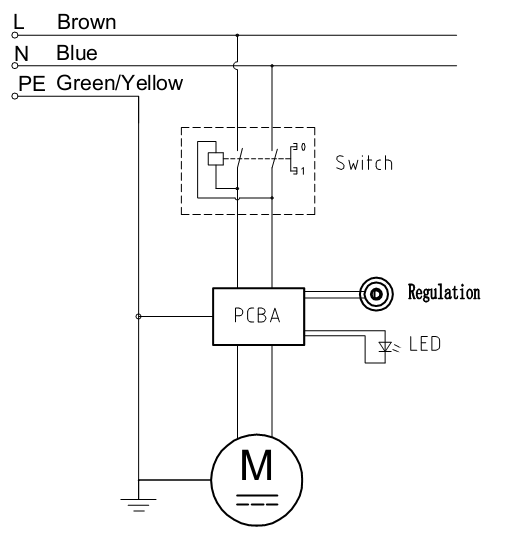 L Brown
N Blue
PE Green/Yellow
0
Switch
1
Regulation
PCBA
LED
M